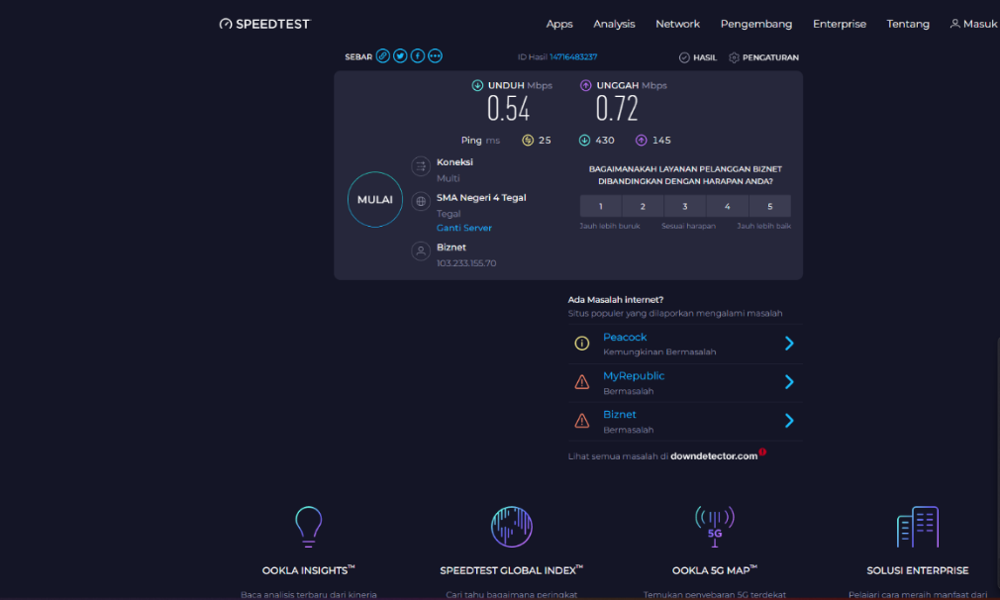 SPEEDTEST
Apps Analysis Network Pengembang Enterprise Tentang Masuk
SEBAR
ID Hasil 14716483237
HASIL PENGATURAN
UNDUH Mbps
0.54
UNGGAH Mbps
0.72
Ping ms 25 430 145
MULAI
Koneksi
Multi
SMA Negeri 4 Tegal
Tegal
Ganti Server
Biznet
103.233.155.70
BAGAIMANAKAH LAYANAN PELANGGAN BIZNET
DIBANDINGKAN DENGAN HARAPAN ANDA?
1 2 3 4 5
Jauh lebih buruk Sesuai harapan Jauh lebih baik
Ada Masalah internet?
Situs populer yang dilaporkan mengalami masalah
Peacock
Kemungkinan Bermasalah
MyRepublic
Bermasalah
Biznet
Bermasalah
Lihat semua masalah di downdetector.com
5G
OOKLA INSIGHTS™
SPEEDTEST GLOBAL INDEX™
OOKLA 5G MAP™
SOLUSI ENTERPRISE
Baca analisis terbaru dari kinerja
Cari tahu bagaimana peringkat
Temukan penyebaran 5G terdekat
Pelajari cara meraih manfaat dari